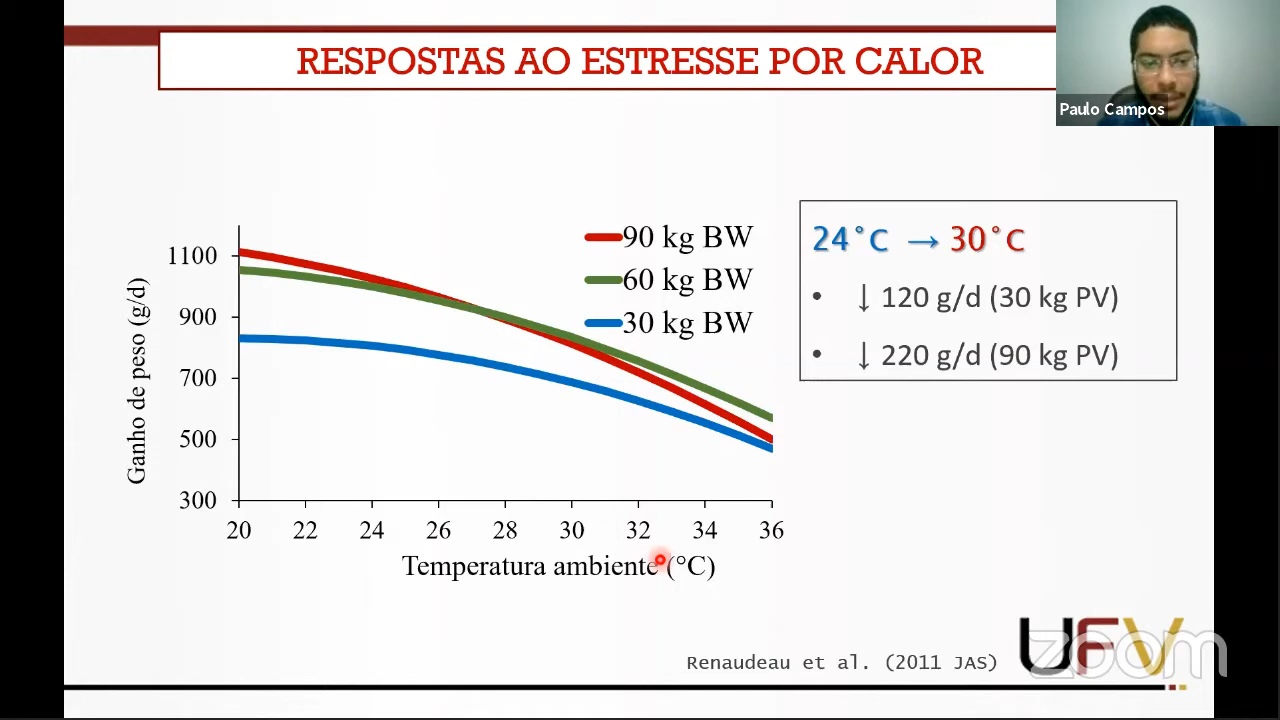 RESPOSTAS AO ESTRESSE POR CALOR
Paulo Campos
Ganho de peso (g/d)
1100
900
700
500
300
20 22 24 26 28 30 32 34 36
Temperatura ambiente (°C)
90 kg BW
60 kg BW
30 kg BW
24°C → 30°C
• ↓ 120 g/d (30 kg PV)
• ↓ 220 g/d (90 kg PV)
Renaudeau et al. (2011 JAS)
UFV
zoom